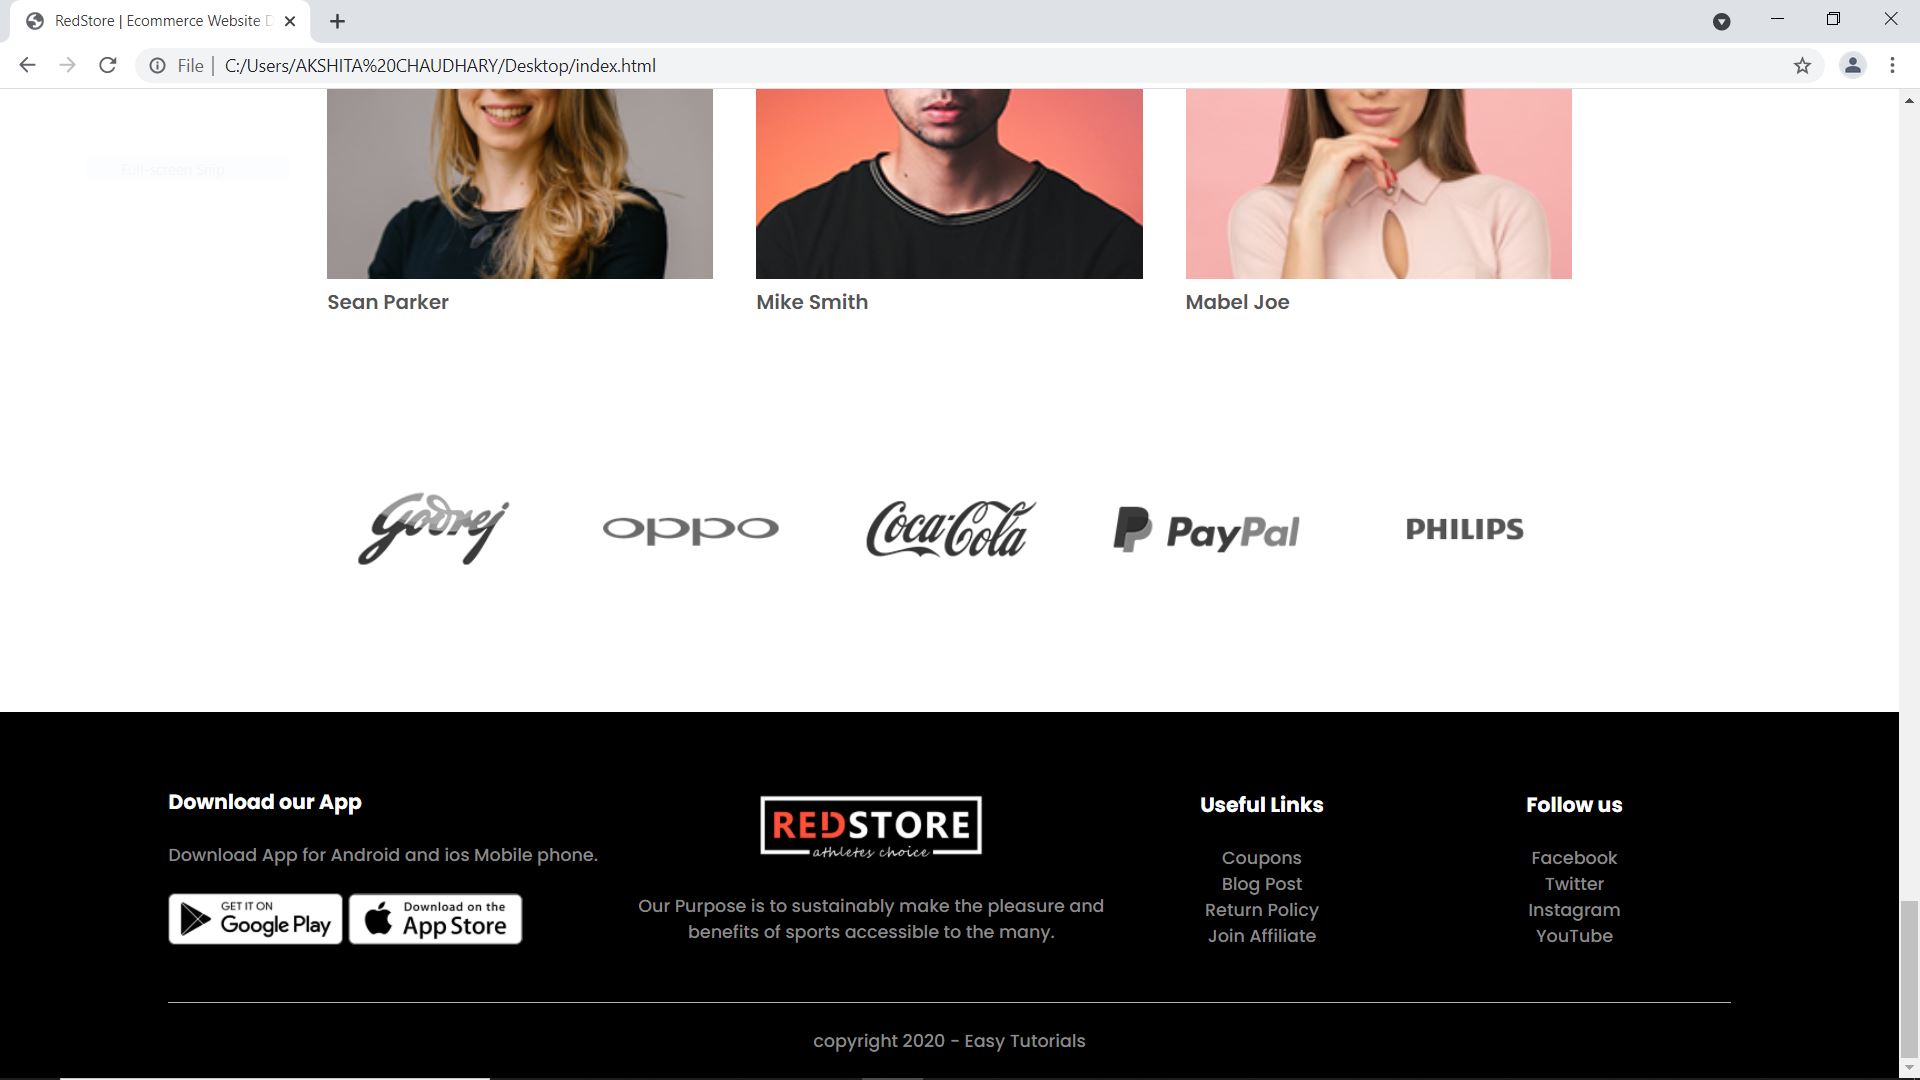 RedStore | Ecommerce Website D
File | C:/Users/AKSHITA%20CHAUDHARY/Desktop/index.html
Full-screen Snip
Sean Parker
Mike Smith
Mabel Joe
Godrej
oppo
Coca-Cola
PayPal
PHILIPS
Download our App
Download App for Android and ios Mobile phone.
GET IT ON
Google Play
Download on the
App Store
REDSTORE
athletes choice
Our Purpose is to sustainably make the pleasure and
benefits of sports accessible to the many.
Useful Links
Coupons
Blog Post
Return Policy
Join Affiliate
Follow us
Facebook
Twitter
Instagram
YouTube
copyright 2020 - Easy Tutorials